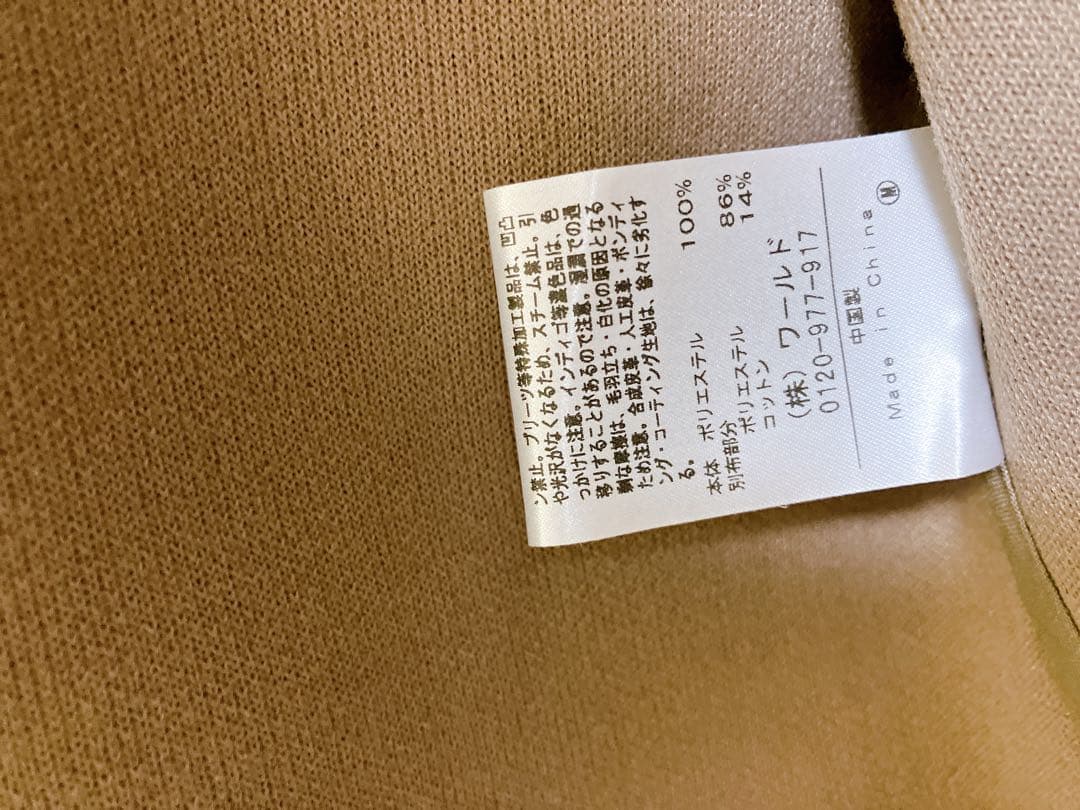 ン禁止。プリーツ等特殊加工製品は、凹凸
や光沢がなくなるため、スチーム禁止。引
っかけに注意。インディゴ等濃色品は、色
移りすることがあるので注意。湿潤での過
剰な摩擦は、毛羽立ち・白化の原因となる
ため注意。合成皮革・人工皮革・ボンディ
ング・コーティング生地は、徐々に劣化す
る。
本体 ポリエステル 100%
別布部分
ポリエステル 86%
コットン 14%
(株)ワールド
0120-977-917
中国製
Made in China Ⓜ